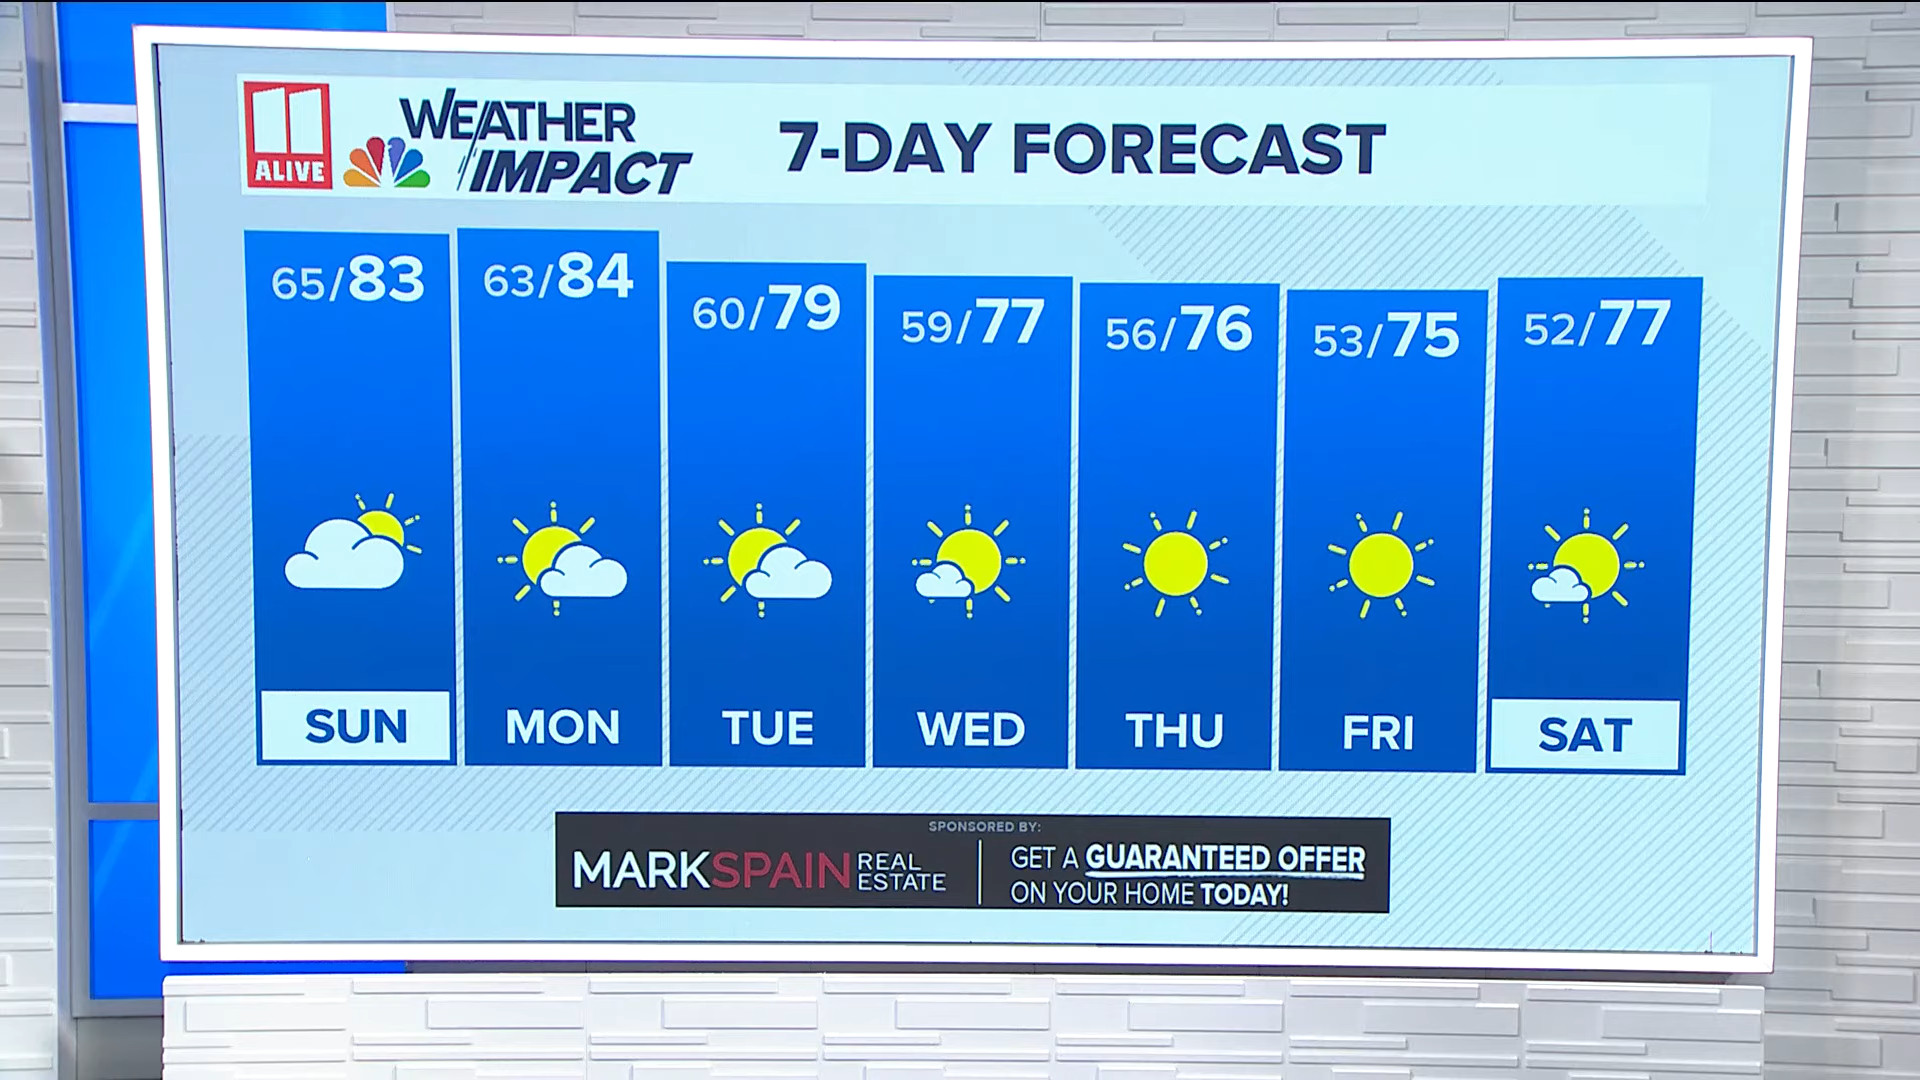 11 ALIVE
WEATHER
IMPACT
7-DAY FORECAST
65/83
63/84
60/79
59/77
56/76
53/75
52/77
SUN
MON
TUE
WED
THU
FRI
SAT
SPONSORED BY:
MARKSPAIN REAL ESTATE
GET A GUARANTEED OFFER
ON YOUR HOME TODAY!